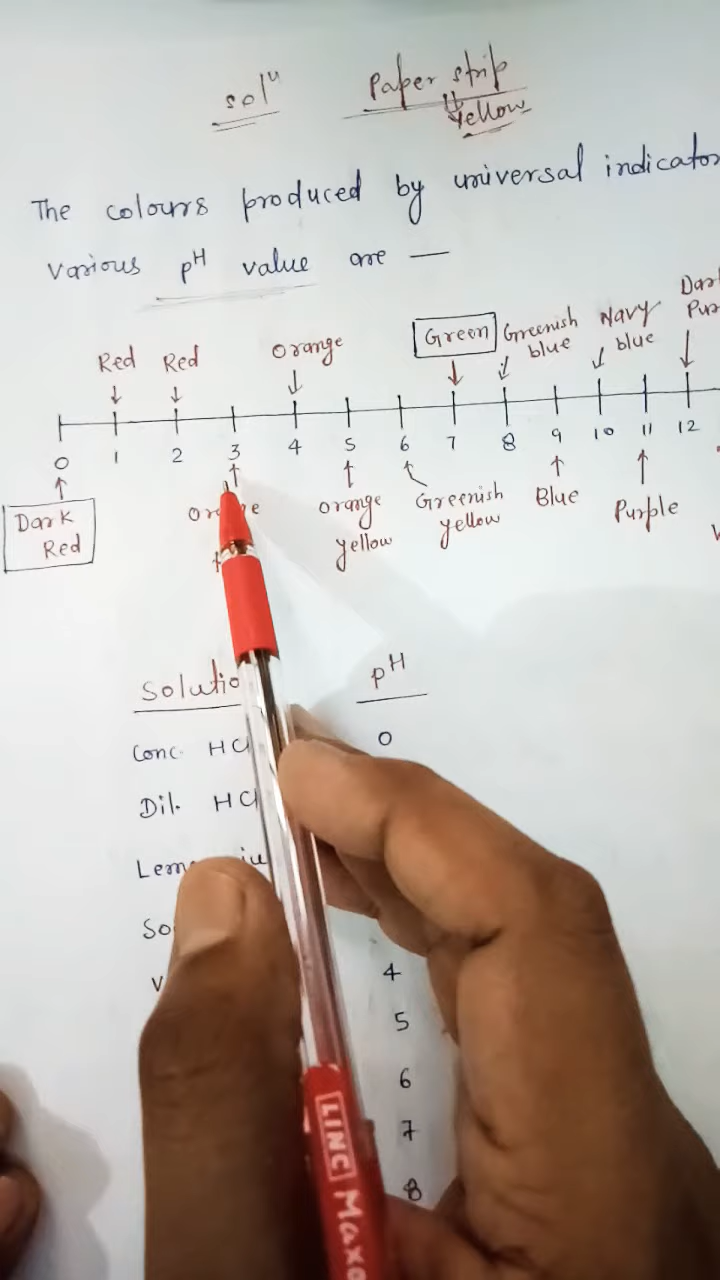 solⁿ Paper strip
Yellow
The colours produced by universal indicator
various pH value are —
Red Red Orange Green Greenish blue Navy blue Dark
0 1 2 3 4 5 6 7 8 9 10 11 12
Dark Red
Orange yellow
Greenish yellow
Blue
Purple
pH
Conc. HCl 0
Dil. HCl
4
5
6
7
8
LINC